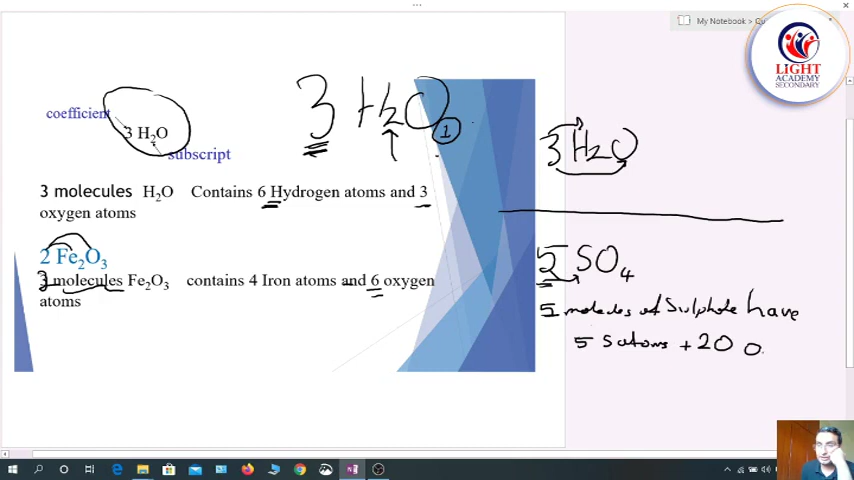 My Notebook > Qu
LIGHT
ACADEMY
SECONDARY
coefficient
3 H₂O
subscript
3 H₂O
1
3 molecules H₂O Contains 6 Hydrogen atoms and 3
oxygen atoms
2 Fe₂O₃
3 molecules Fe₂O₃ contains 4 Iron atoms and 6 oxygen
atoms
3H₂O
5 SO₄
5 molecules of Sulphate have
5 S atoms + 20 O